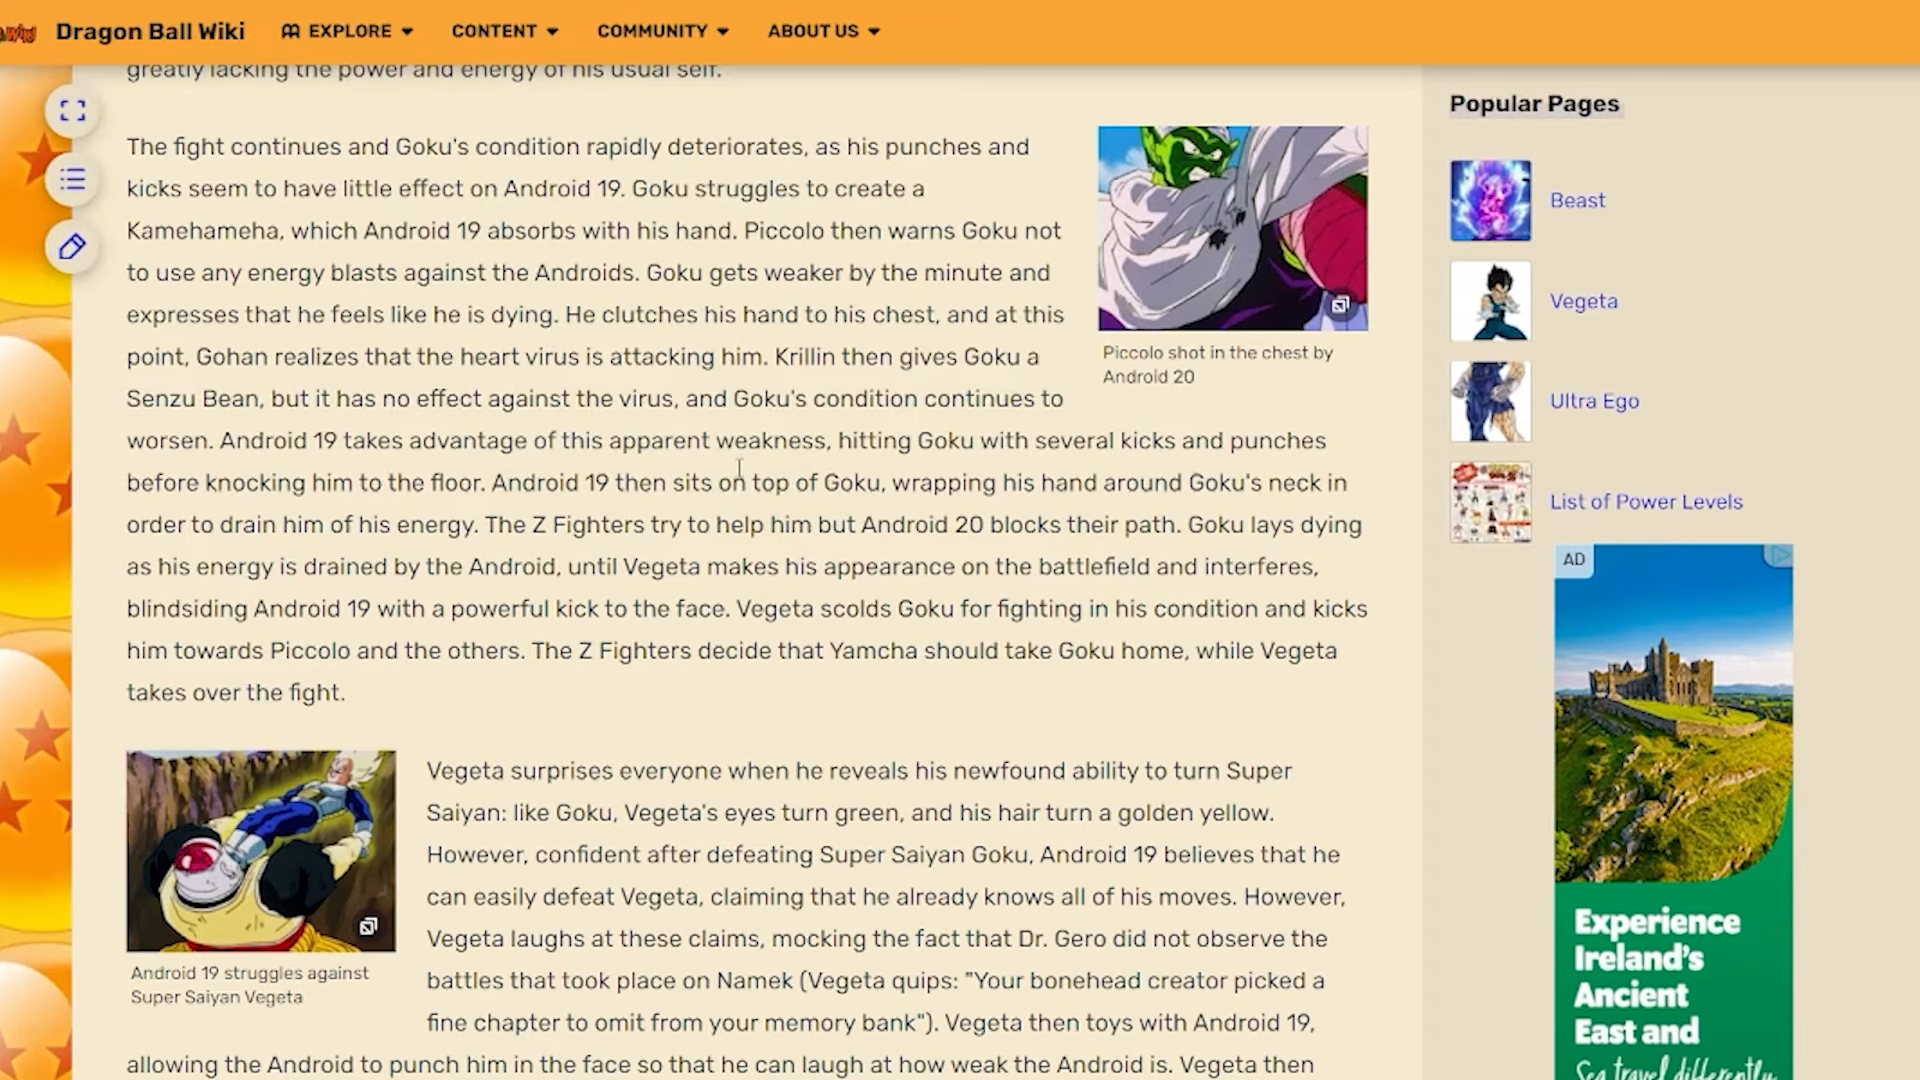 Dragon Ball Wiki
EXPLORE
CONTENT
COMMUNITY
ABOUT US
greatly lacking the power and energy of his usual self.
The fight continues and Goku's condition rapidly deteriorates, as his punches and
kicks seem to have little effect on Android 19. Goku struggles to create a
Kamehameha, which Android 19 absorbs with his hand. Piccolo then warns Goku not
to use any energy blasts against the Androids. Goku gets weaker by the minute and
expresses that he feels like he is dying. He clutches his hand to his chest, and at this
point, Gohan realizes that the heart virus is attacking him. Krillin then gives Goku a
Senzu Bean, but it has no effect against the virus, and Goku's condition continues to
worsen. Android 19 takes advantage of this apparent weakness, hitting Goku with several kicks and punches
before knocking him to the floor. Android 19 then sits on top of Goku, wrapping his hand around Goku's neck in
order to drain him of his energy. The Z Fighters try to help him but Android 20 blocks their path. Goku lays dying
as his energy is drained by the Android, until Vegeta makes his appearance on the battlefield and interferes,
blindsiding Android 19 with a powerful kick to the face. Vegeta scolds Goku for fighting in his condition and kicks
him towards Piccolo and the others. The Z Fighters decide that Yamcha should take Goku home, while Vegeta
takes over the fight.
Piccolo shot in the chest by
Android 20
Vegeta surprises everyone when he reveals his newfound ability to turn Super
Saiyan: like Goku, Vegeta's eyes turn green, and his hair turn a golden yellow.
However, confident after defeating Super Saiyan Goku, Android 19 believes that he
can easily defeat Vegeta, claiming that he already knows all of his moves. However,
Vegeta laughs at these claims, mocking the fact that Dr. Gero did not observe the
battles that took place on Namek (Vegeta quips: "Your bonehead creator picked a
fine chapter to omit from your memory bank"). Vegeta then toys with Android 19,
allowing the Android to punch him in the face so that he can laugh at how weak the Android is. Vegeta then
Android 19 struggles against
Super Saiyan Vegeta
Popular Pages
Beast
Vegeta
Ultra Ego
List of Power Levels
AD
Experience
Ireland's
Ancient
East and
Sea travel differently